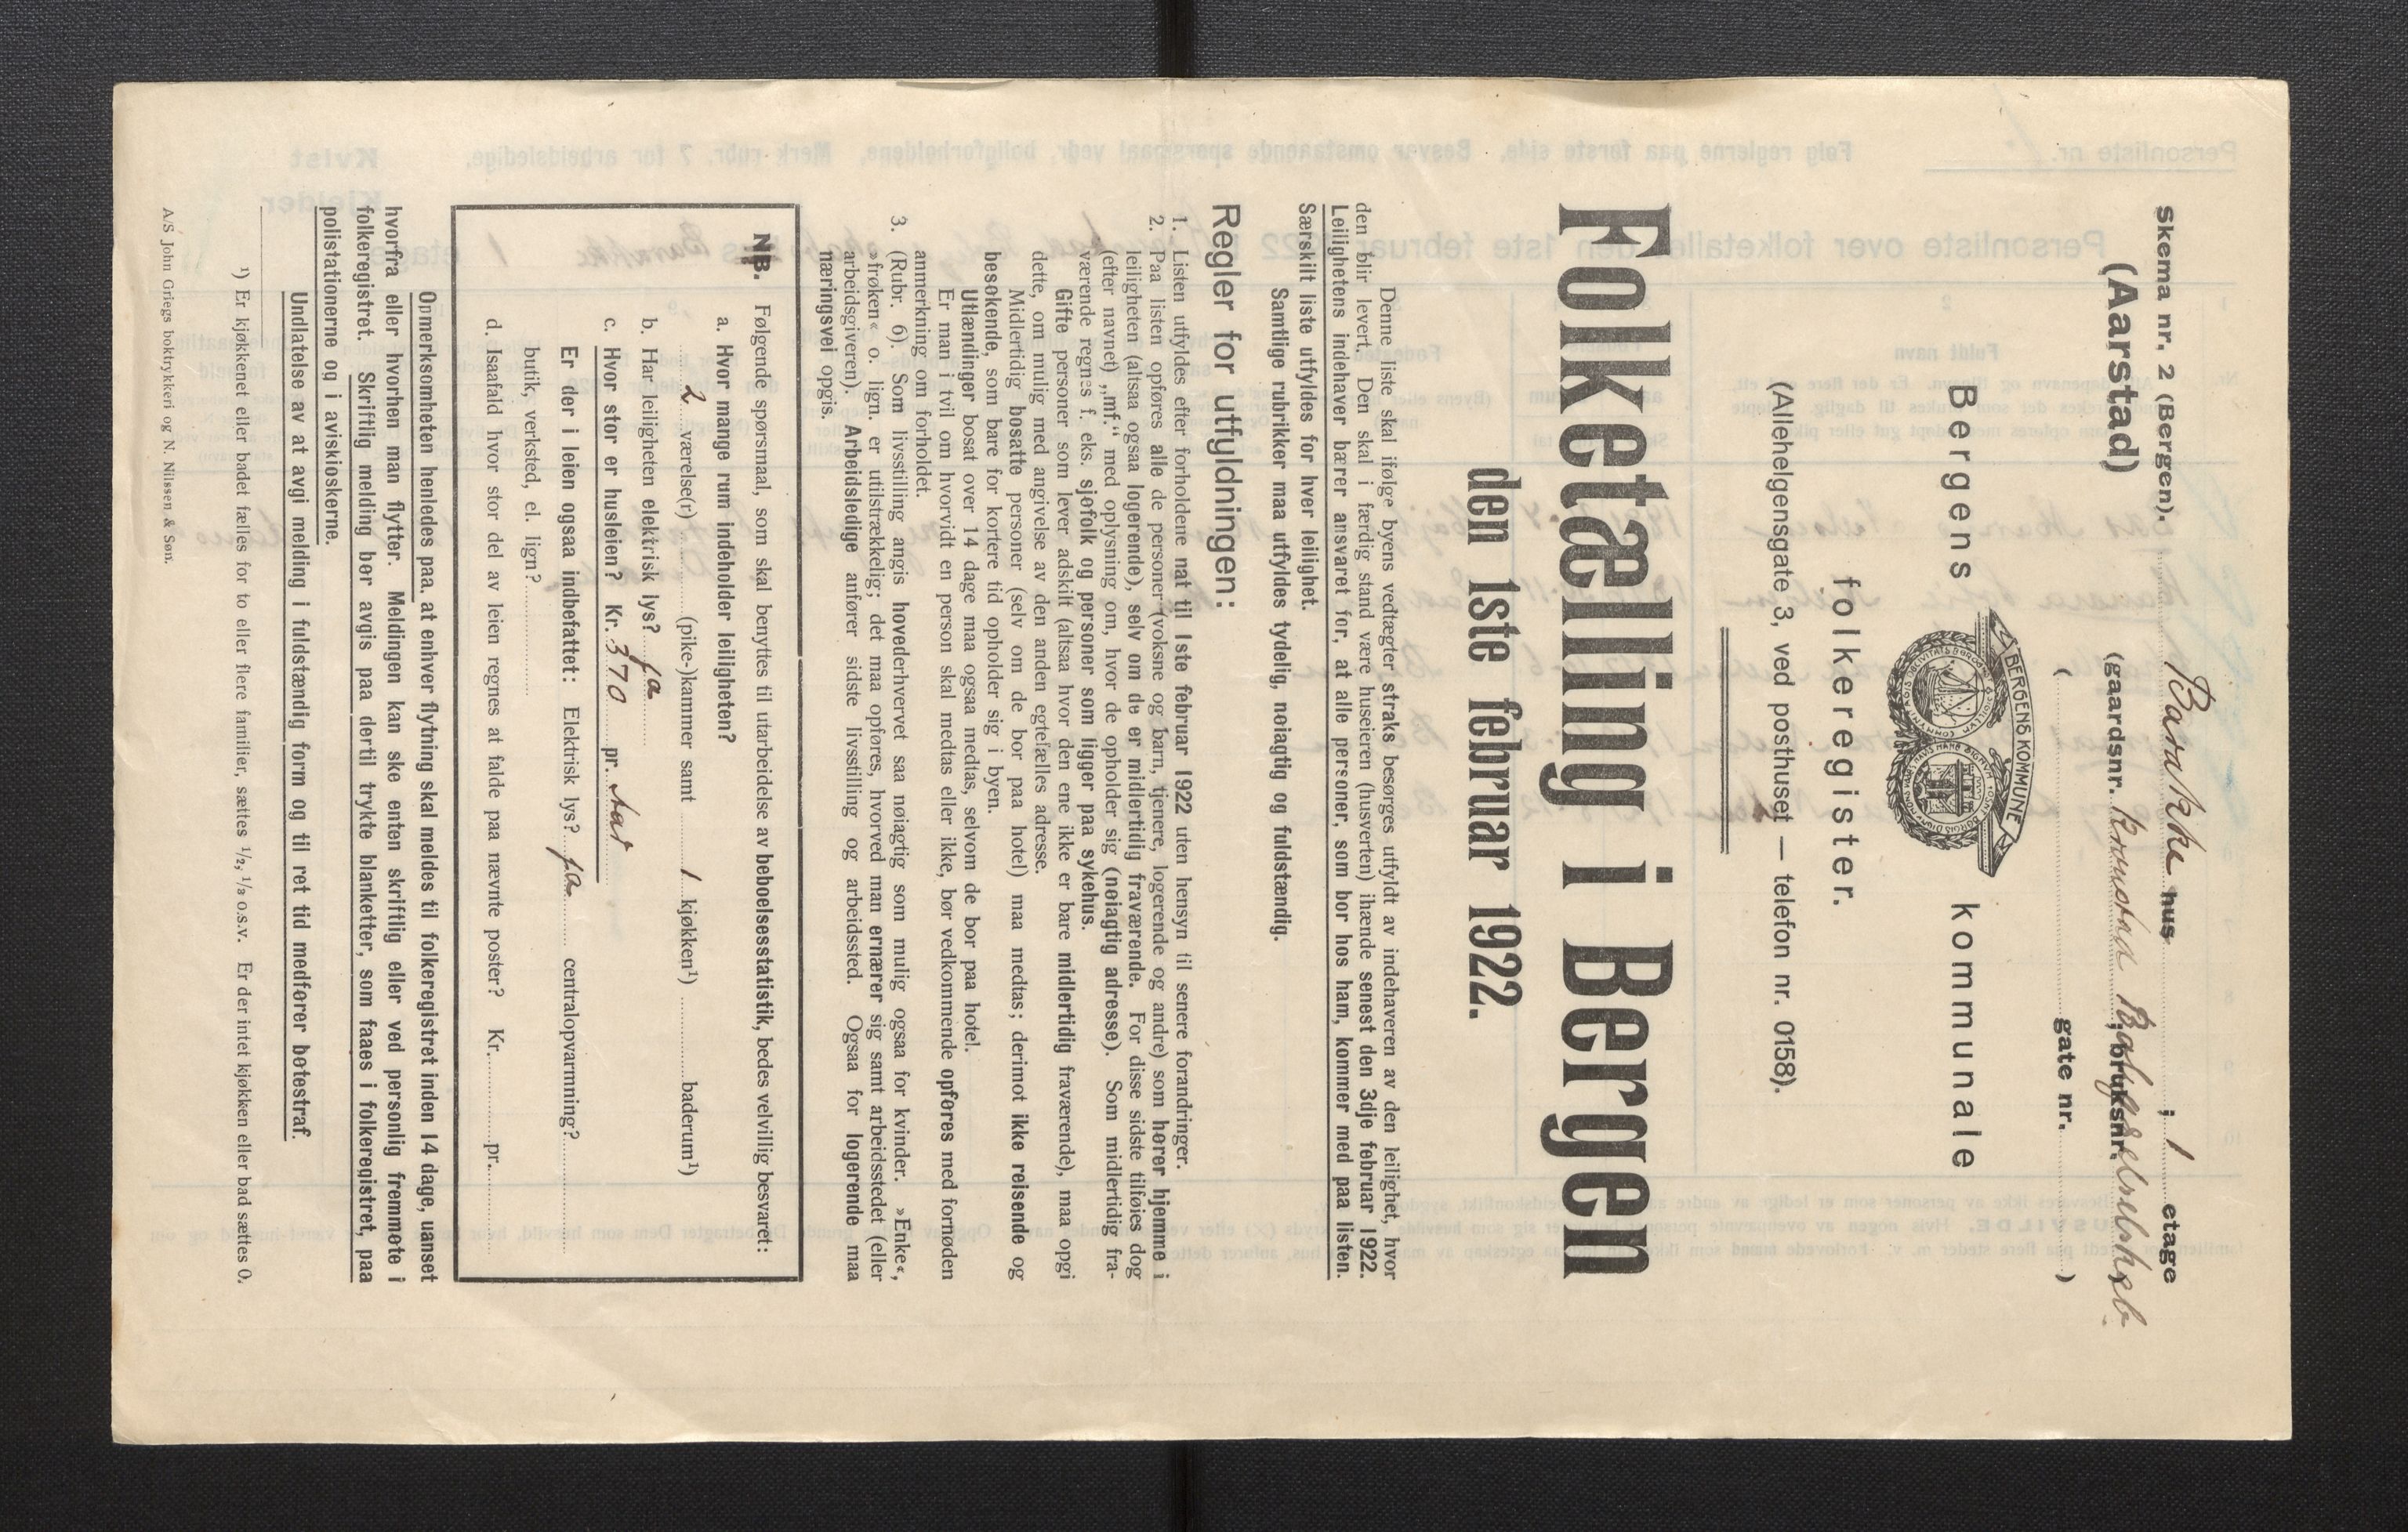 Skema nr. 2 (Bergen).
(Aarstad)
Barakke hus ; 1 etage
(gaardsnr. Kronstad Boligselskab. , bruksnr.
( gate nr. )
BERGENS KOMMUNE
Bergens kommunale
folkeregister.
(Allehelgensgate 3, ved posthuset — telefon nr. 0158).
Folketælling i Bergen
den 1ste februar 1922.
Denne liste skal ifølge byens vedtægter straks besørges utfyldt av indehaveren av den leilighet, hvor
den blir levert. Den skal i færdig stand være huseieren (husverten) ihænde senest den 3dje februar 1922.
Leilighetens indehaver bærer ansvaret for, at alle personer, som bor hos ham, kommer med paa listen.
Særskilt liste utfyldes for hver leilighet.
Samtlige rubrikker maa utfyldes tydelig, nøiagtig og fuldstændig.
Regler for utfyldningen:
1. Listen utfyldes efter forholdene nat til 1ste februar 1922 uten hensyn til senere forandringer.
2. Paa listen opføres alle de personer (voksne og barn, tjenere, logerende og andre) som hører hjemme i
leiligheten (altsaa ogsaa logerende), selv om de er midlertidig fraværende. For disse sidste tilføies dog
(efter navnet) „mf.“ med oplysning om, hvor de opholder sig (nøiagtig adresse). Som midlertidig fra-
værende regnes f. eks. sjøfolk og personer som ligger paa sykehus.
Gifte personer som lever adskilt (altsaa hvor den ene ikke er bare midlertidig fraværende), maa opgi
dette, om mulig med angivelse av den anden egtefælles adresse.
Midlertidig bosatte personer (selv om de bor paa hotel) maa medtas; derimot ikke reisende og
besøkende, som bare for kortere tid opholder sig i byen.
Utlændinger bosat over 14 dage maa ogsaa medtas, selvom de bor paa hotel.
Er man i tvil om hvorvidt en person skal medtas eller ikke, bør vedkommende opføres med fornøden
anmerkning om forholdet.
3. (Rubr. 6). Som livsstilling angis hovederhvervet saa nøiagtig som mulig ogsaa for kvinder. »Enke«,
»frøken« o. lign. er utilstrækkelig; det maa opføres, hvorved man ernærer sig samt arbeidsstedet (eller
arbeidsgiveren). Arbeidsledige anfører sidste livsstilling og arbeidssted. Ogsaa for logerende maa
næringsvei opgis.
NB. Følgende spørsmaal, som skal benyttes til utarbeidelse av beboelsesstatistik, bedes velvillig besvaret:
a. Hvor mange rum indeholder leiligheten?
2 værelse(r) (pike-)kammer samt 1 kjøkken¹) baderum¹)
b. Har leiligheten elektrisk lys? ja
c. Hvor stor er husleien? Kr. 370 pr. aar
Er der i leien ogsaa indbefattet: Elektrisk lys? ja centralopvarmning?
butik, verksted, el. lign?
d. Isaafald hvor stor del av leien regnes at falde paa nævnte poster? Kr. pr.
Opmerksomheten henledes paa, at enhver flytning skal meldes til folkeregistret inden 14 dage, uanset
hvorfra eller hvorhen man flytter. Meldingen kan ske enten skriftlig eller ved personlig fremmøte i
folkeregistret. Skriftlig melding bør avgis paa dertil trykte blanketter, som faaes i folkeregistret, paa
polistationerne og i aviskioskerne.
Undlatelse av at avgi melding i fuldstændig form og til ret tid medfører bøtestraf.
¹) Er kjøkkenet eller badet fælles for to eller flere familier, sættes ¹/₂, ¹/₃ o.s.v. Er der intet kjøkken eller bad sættes 0.
A/S John Griegs boktrykkeri og N. Nilssen & Søn.